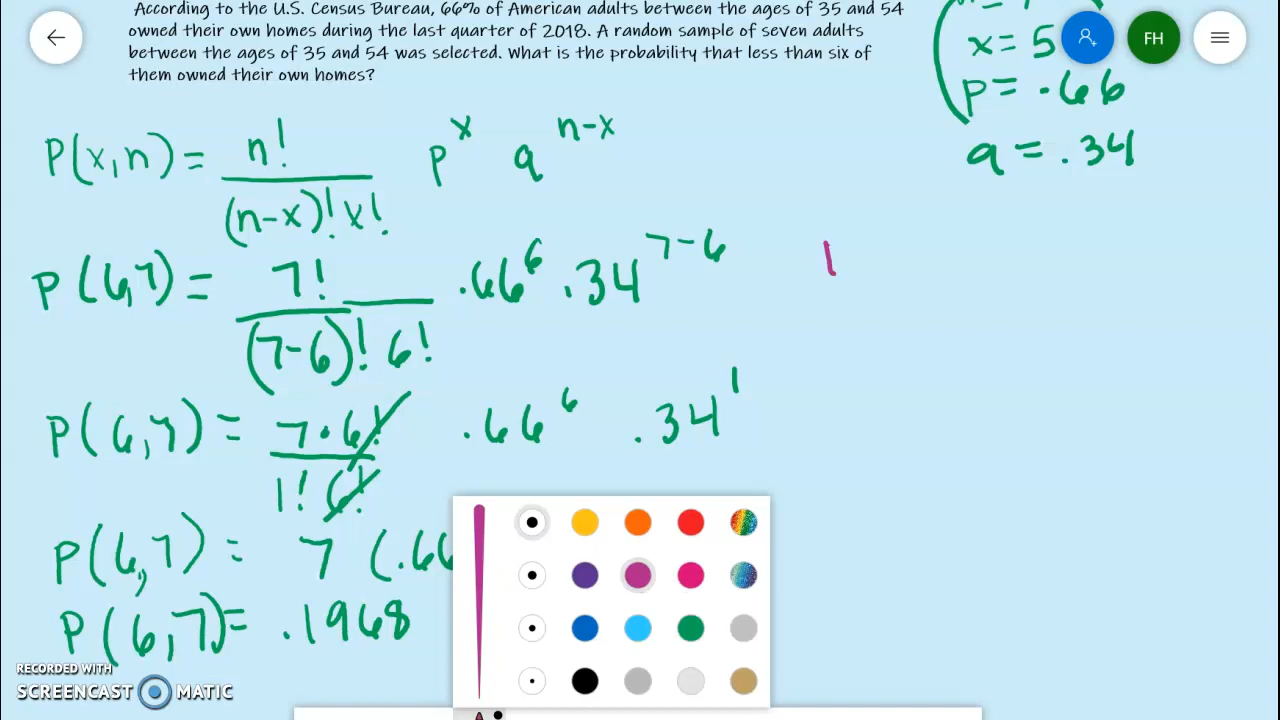 According to the U.S. Census Bureau, 66% of American adults between the ages of 35 and 54
owned their own homes during the last quarter of 2018. A random sample of seven adults
between the ages of 35 and 54 was selected. What is the probability that less than six of
them owned their own homes?
x = 5
FH
p = .66
q = .34
P(x,n) = n! / (n-x)! x! p^x q^n-x
P(6,7) = 7! / (7-6)! 6! .66^6 .34^7-6
1
P(6,7) = 7·6! / 1! 6! .66^6 .34^1
P(6,7) = 7 (.66
P(6,7) = .1968
RECORDED WITH
SCREENCAST MATIC